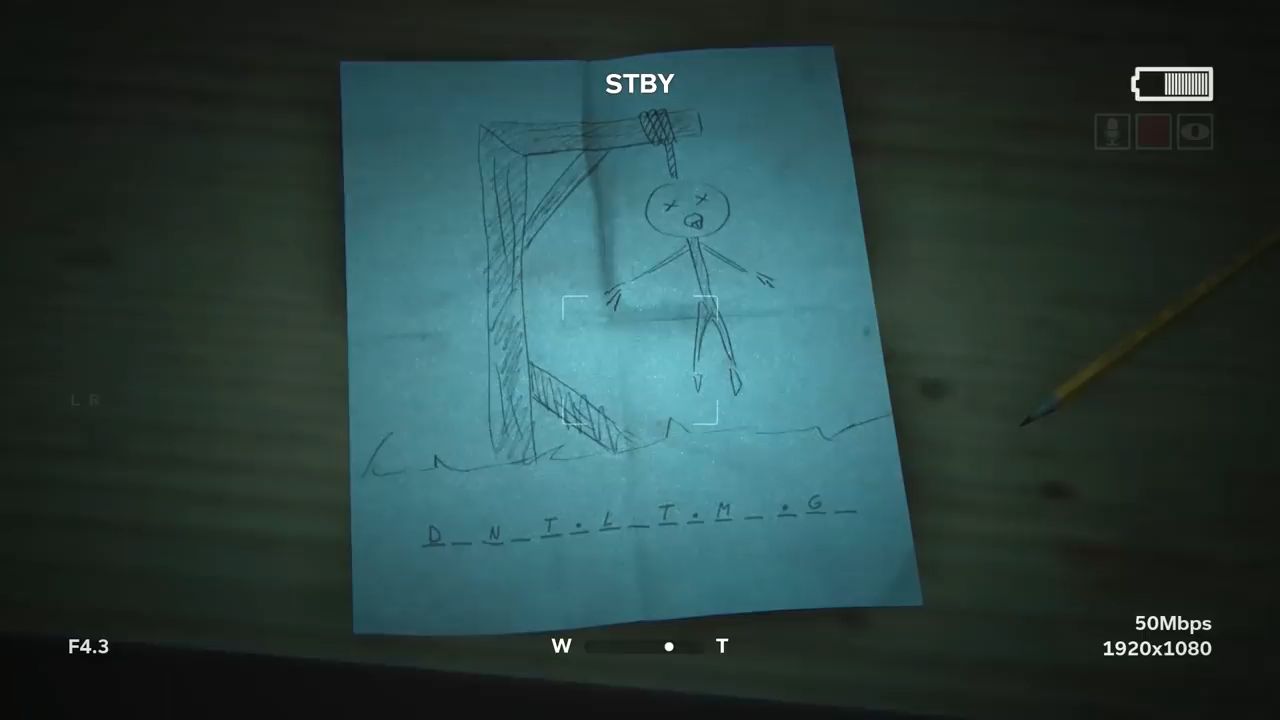 STBY
L R
D _ N _ T • L _ T • M _ • G _
F4.3
W T
50Mbps
1920x1080